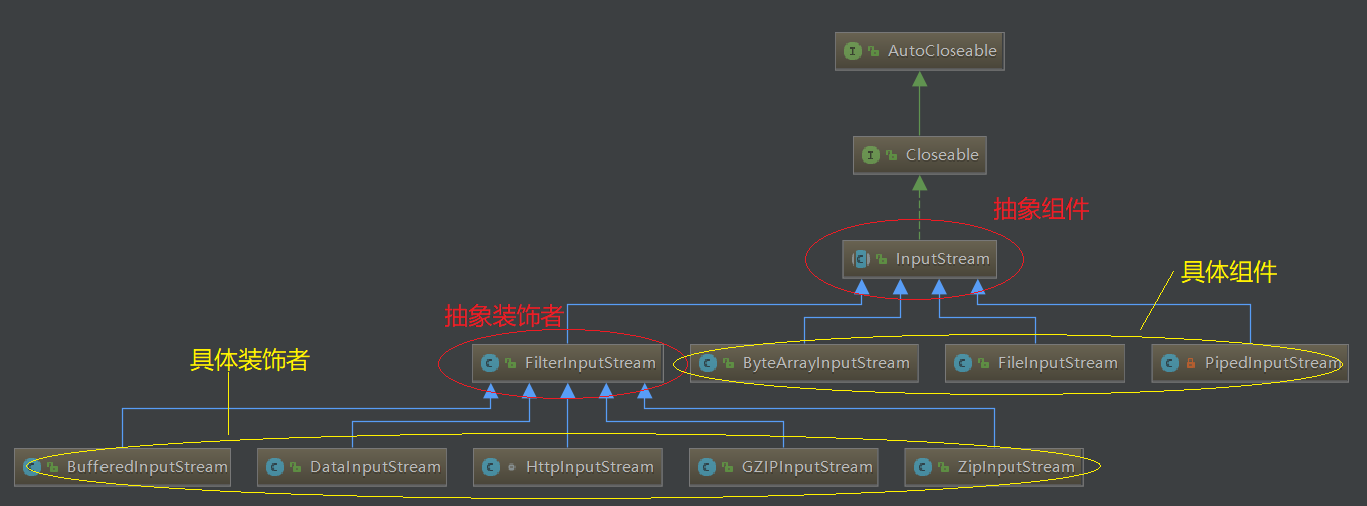 AutoCloseable
Closeable
抽象组件
InputStream
具体组件
抽象装饰者
FilterInputStream
ByteArrayInputStream
FileInputStream
PipedInputStream
具体装饰者
BufferedInputStream
DataInputStream
HttpInputStream
GZIPInputStream
ZipInputStream